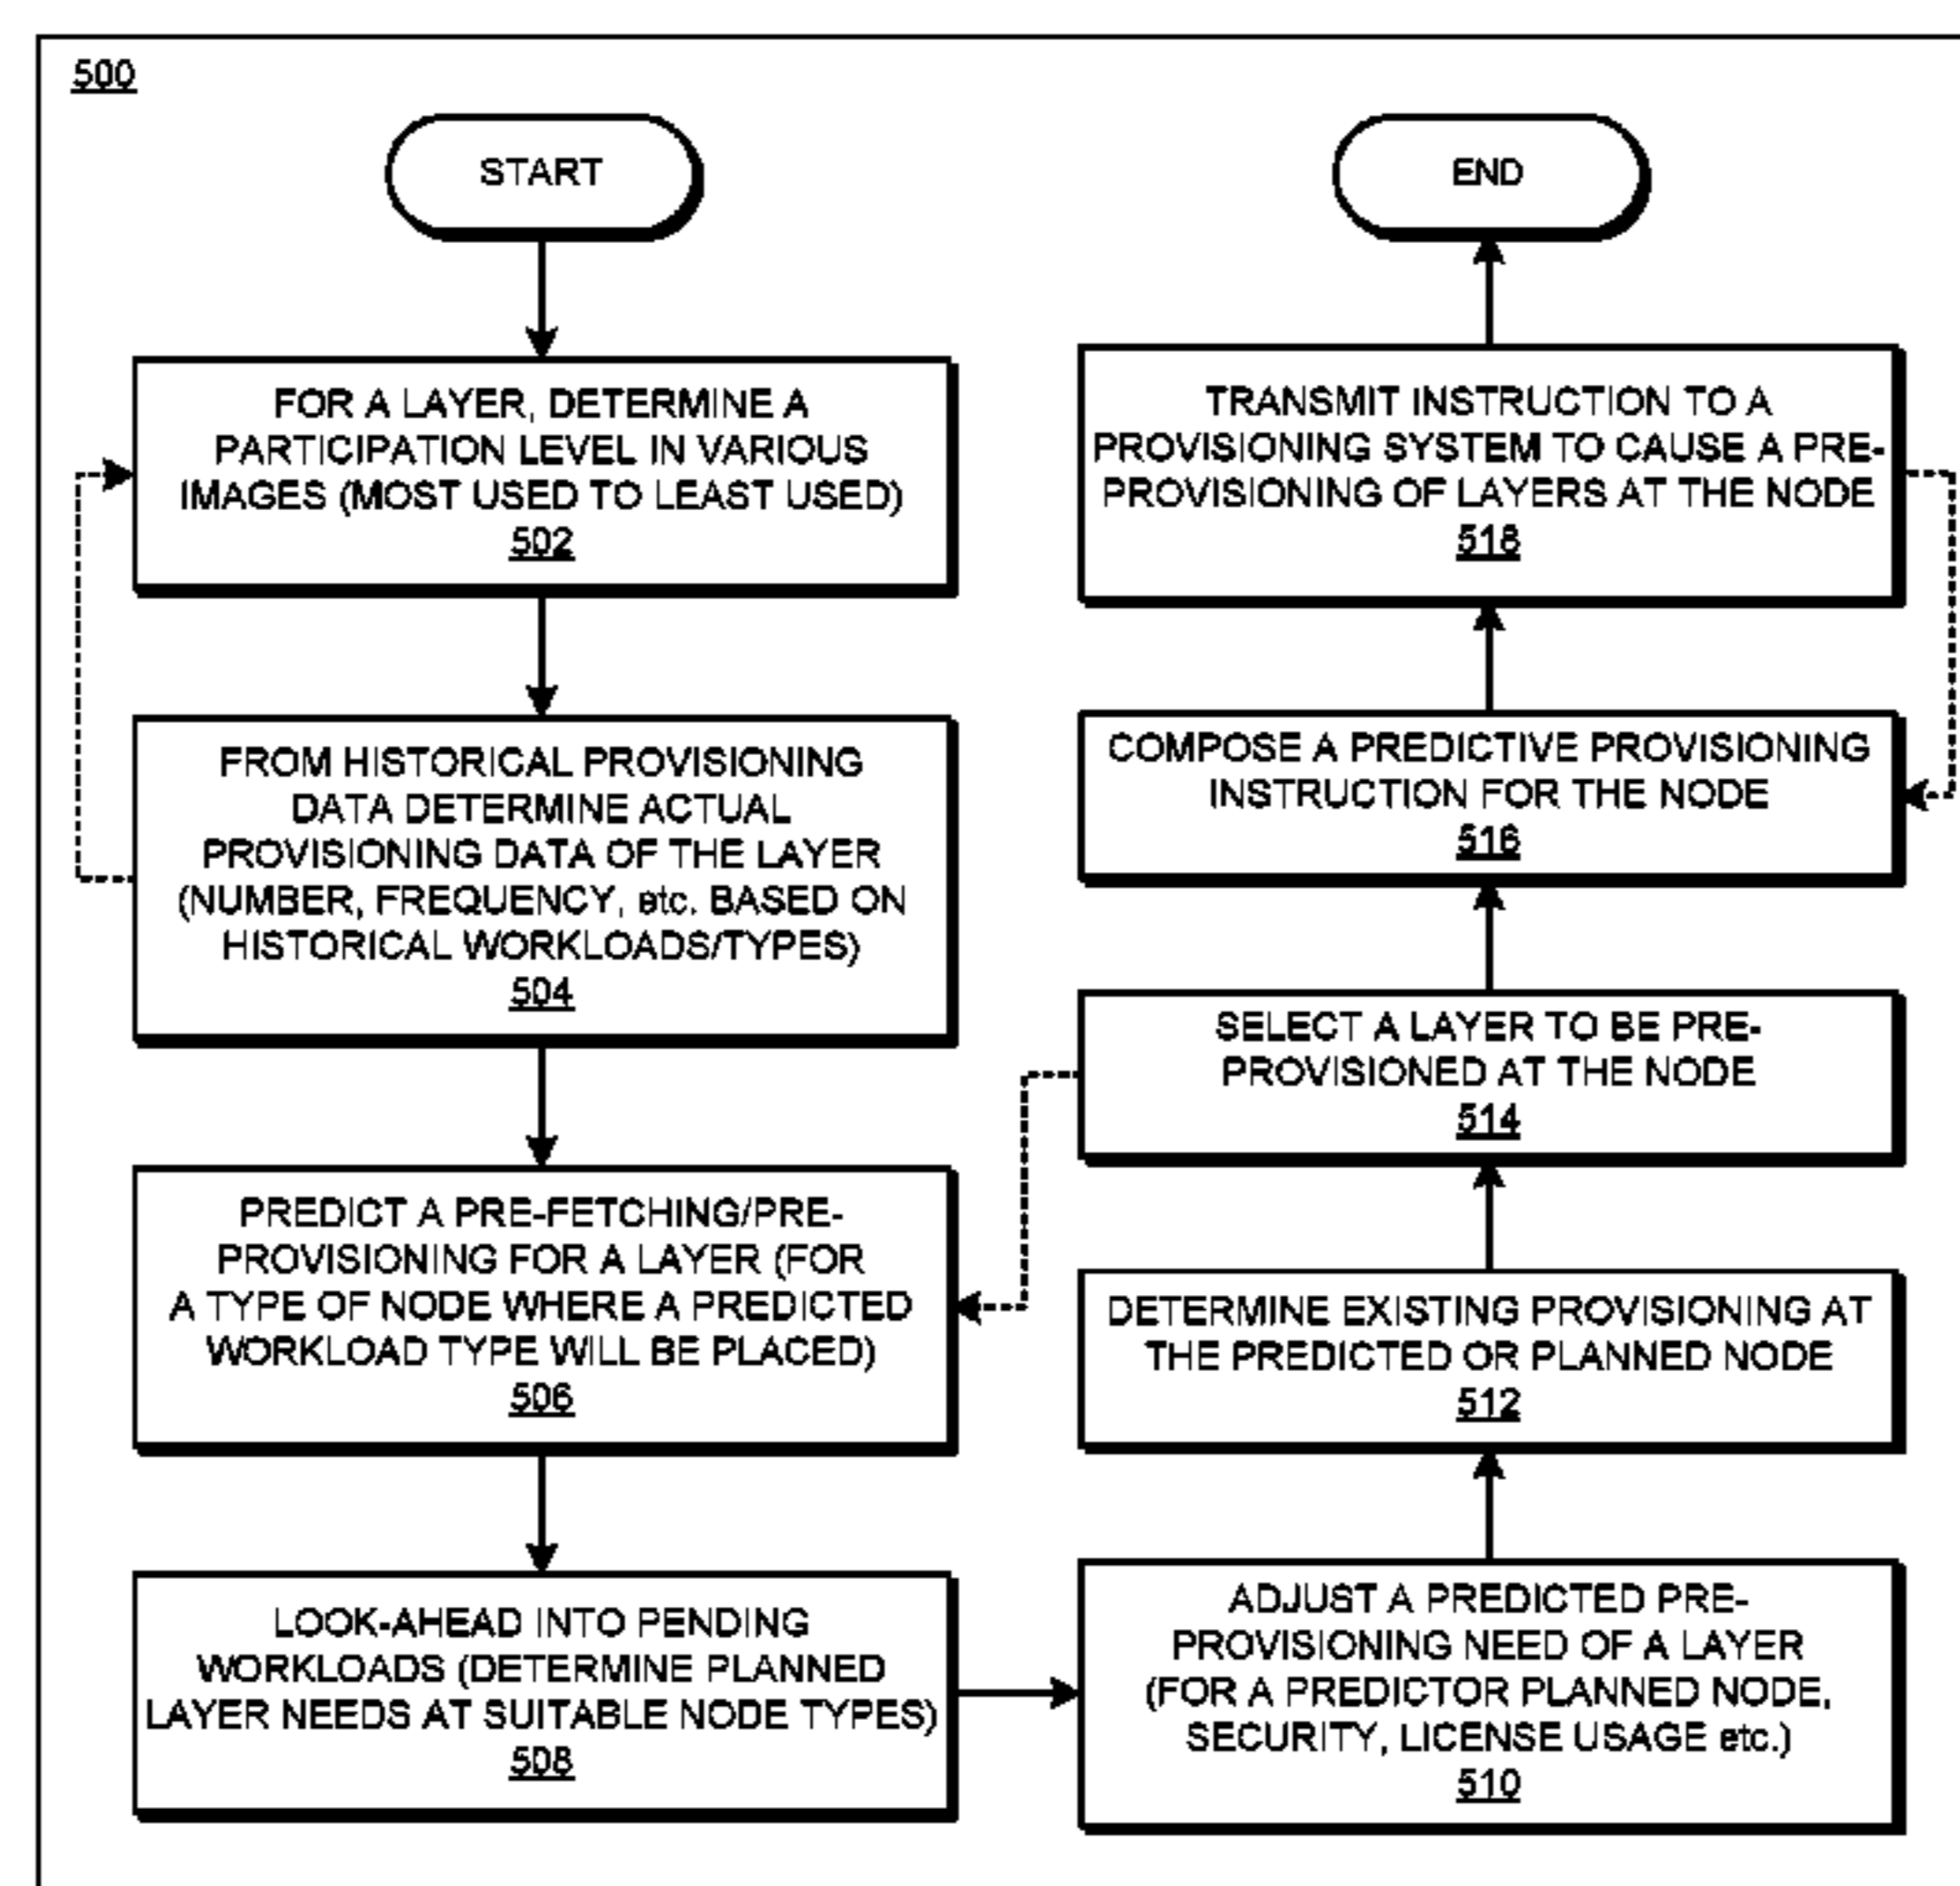 500
START
FOR A LAYER, DETERMINE A
PARTICIPATION LEVEL IN VARIOUS
IMAGES (MOST USED TO LEAST USED)
502
FROM HISTORICAL PROVISIONING
DATA DETERMINE ACTUAL
PROVISIONING DATA OF THE LAYER
(NUMBER, FREQUENCY, etc. BASED ON
HISTORICAL WORKLOADS/TYPES)
504
PREDICT A PRE-FETCHING/PRE-
PROVISIONING FOR A LAYER (FOR
A TYPE OF NODE WHERE A PREDICTED
WORKLOAD TYPE WILL BE PLACED)
506
LOOK-AHEAD INTO PENDING
WORKLOADS (DETERMINE PLANNED
LAYER NEEDS AT SUITABLE NODE TYPES)
508
ADJUST A PREDICTED PRE-
PROVISIONING NEED OF A LAYER
(FOR A PREDICTOR PLANNED NODE,
SECURITY, LICENSE USAGE etc.)
510
DETERMINE EXISTING PROVISIONING AT
THE PREDICTED OR PLANNED NODE
512
SELECT A LAYER TO BE PRE-
PROVISIONED AT THE NODE
514
COMPOSE A PREDICTIVE PROVISIONING
INSTRUCTION FOR THE NODE
516
TRANSMIT INSTRUCTION TO A
PROVISIONING SYSTEM TO CAUSE A PRE-
PROVISIONING OF LAYERS AT THE NODE
518
END